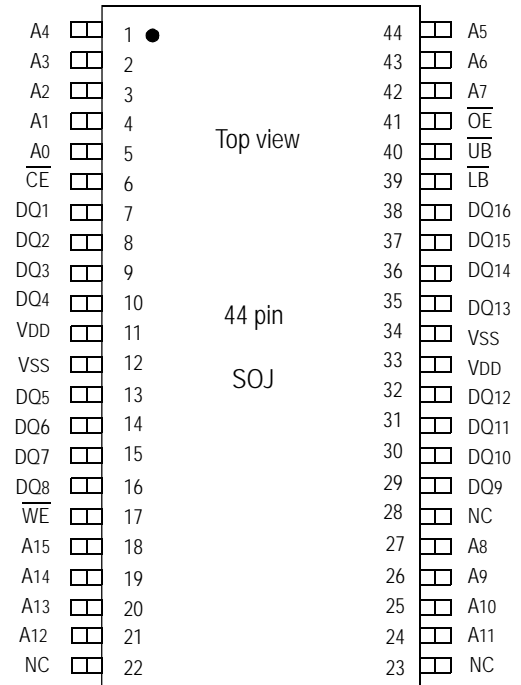 A4 1 44 A5
A3 2 43 A6
A2 3 42 A7
A1 4 41 OE
Top view
A0 5 40 UB
CE 6 39 LB
DQ1 7 38 DQ16
DQ2 8 37 DQ15
DQ3 9 36 DQ14
DQ4 10 35 DQ13
44 pin
VDD 11 34 VSS
VSS 12 33 VDD
SOJ
DQ5 13 32 DQ12
DQ6 14 31 DQ11
DQ7 15 30 DQ10
DQ8 16 29 DQ9
WE 17 28 NC
A15 18 27 A8
A14 19 26 A9
A13 20 25 A10
A12 21 24 A11
NC 22 23 NC